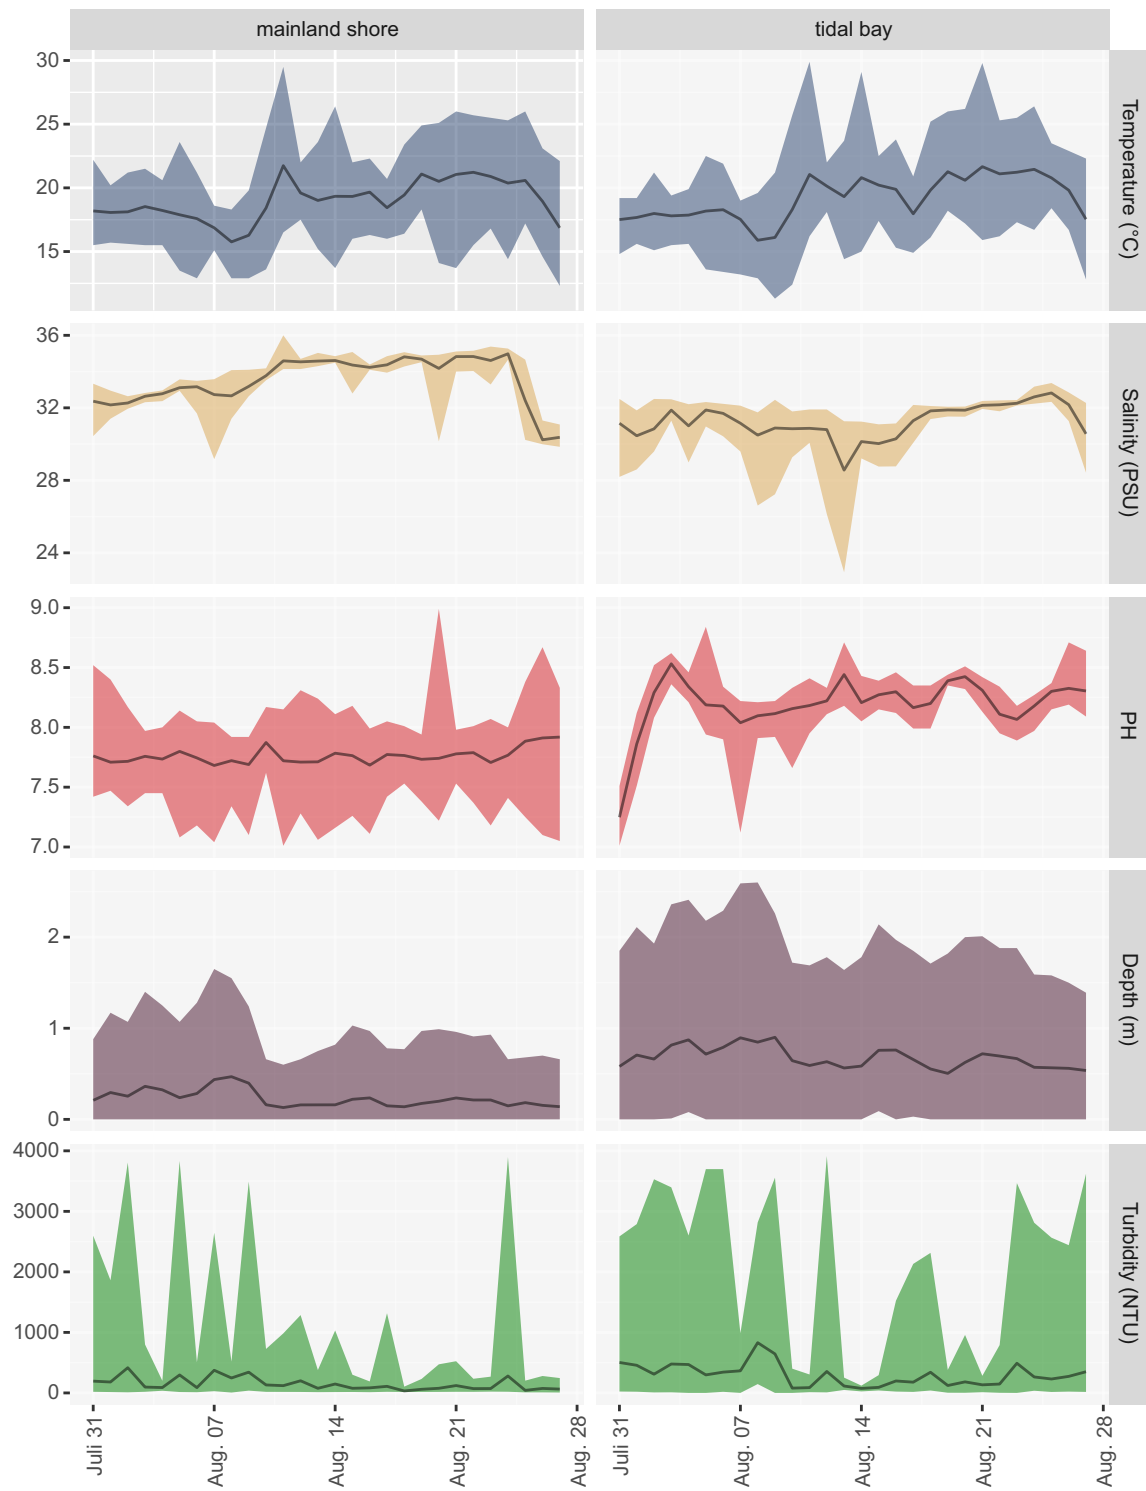 mainland shore
tidal bay
30
25
20
15
Temperature (°C)
36
32
28
24
Salinity (PSU)
9.0
8.5
8.0
7.5
7.0
PH
2
1
0
Depth (m)
4000
3000
2000
1000
0
Turbidity (NTU)
Juli 31
Aug. 07
Aug. 14
Aug. 21
Aug. 28
Juli 31
Aug. 07
Aug. 14
Aug. 21
Aug. 28